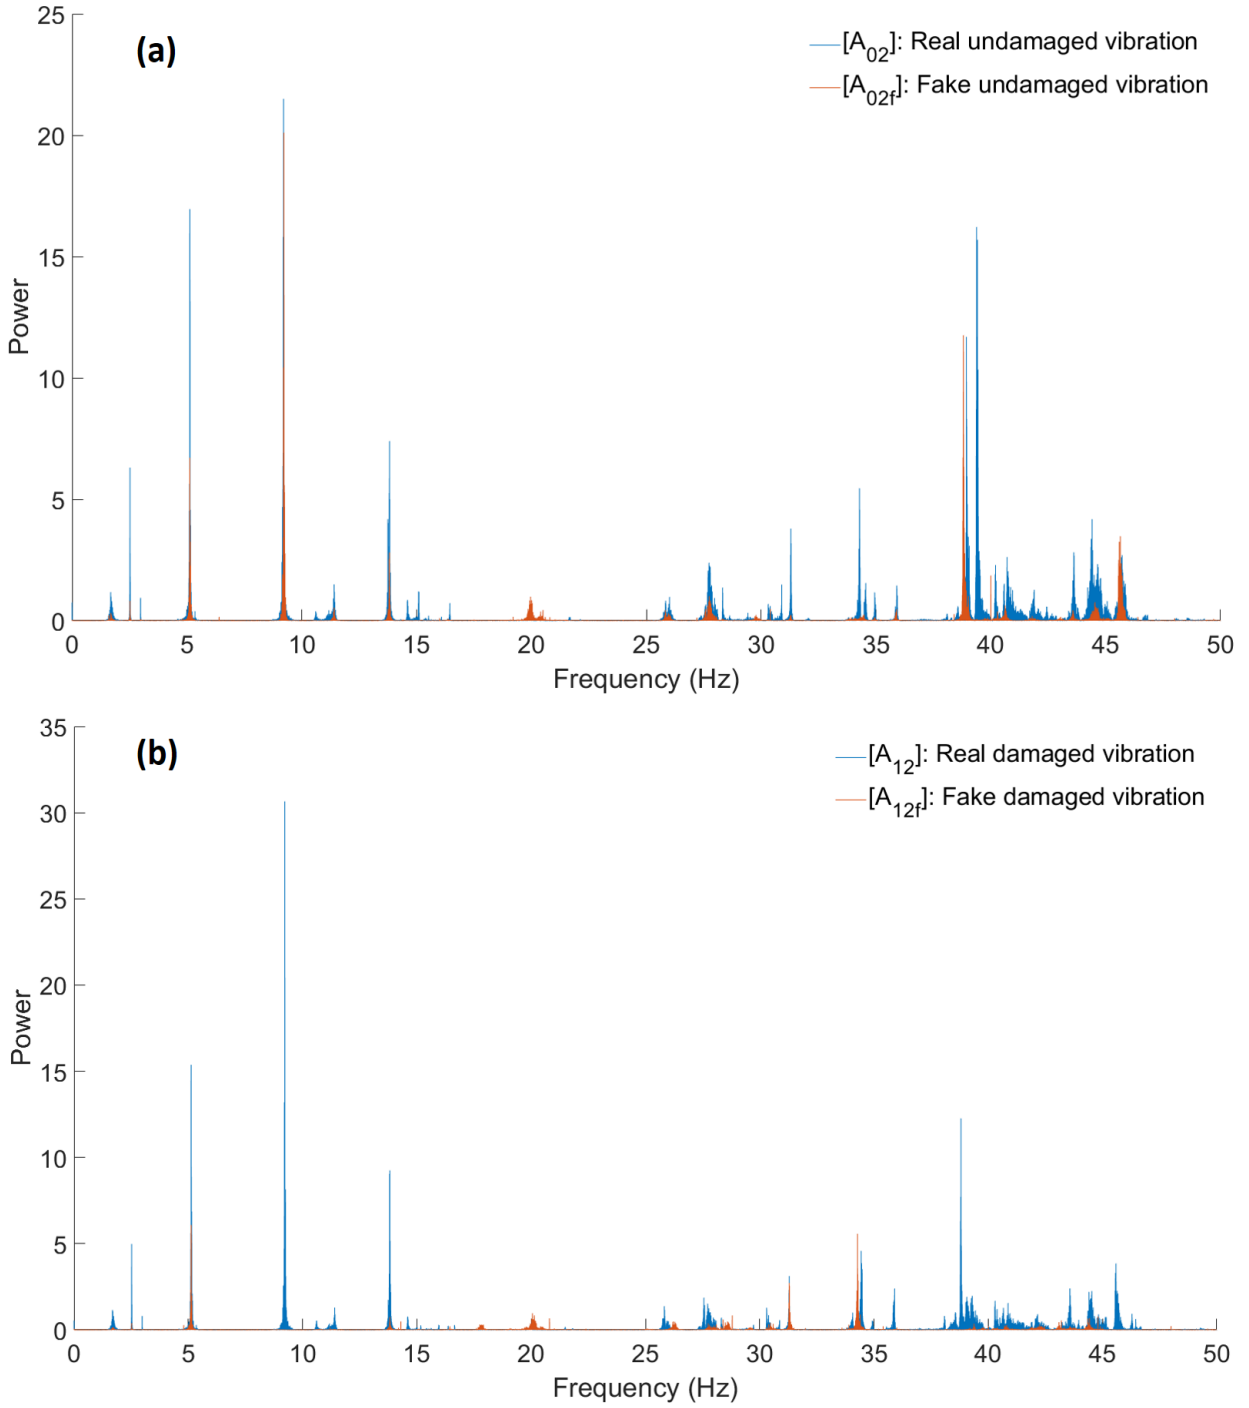 25
(a)
[A02]: Real undamaged vibration
[A02f]: Fake undamaged vibration
20
15
Power
10
5
0
0 5 10 15 20 25 30 35 40 45 50
Frequency (Hz)
35
(b)
[A12]: Real damaged vibration
[A12f]: Fake damaged vibration
30
25
20
Power
15
10
5
0
0 5 10 15 20 25 30 35 40 45 50
Frequency (Hz)